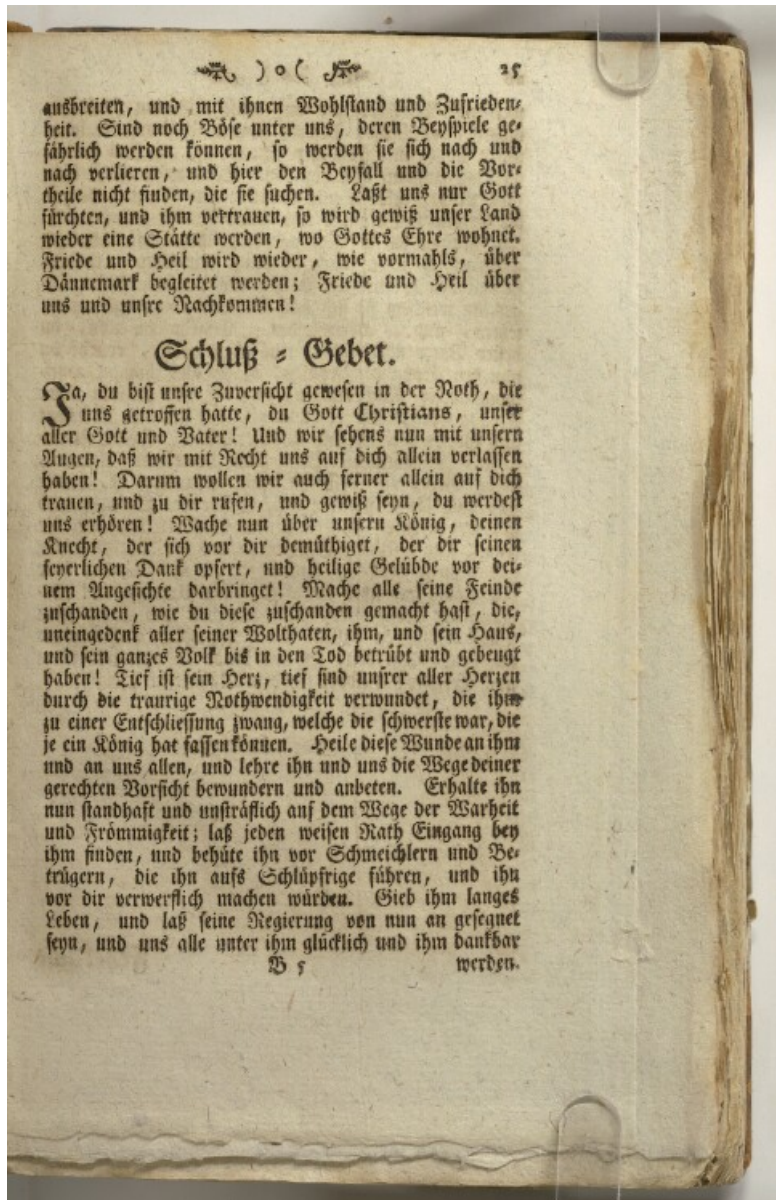 ) o ( 25
ausbreiten, und mit ihnen Wohlstand und Zufrieden-
heit. Sind noch Böse unter uns, deren Beyspiele ge-
fährlich werden können, so werden sie sich nach und
nach verlieren, und hier den Beyfall und die Vor-
theile nicht finden, die sie suchen. Laßt uns nur Gott
fürchten, und ihm vertrauen, so wird gewiß unser Land
wieder eine Stätte werden, wo Gottes Ehre wohnet.
Friede und Heil wird wieder, wie vormahls, über
Dännemark begleitet werden; Friede und Heil über
uns und unsre Nachkommen!
Schluß - Gebet.
Ja, du bist unsre Zuversicht gewesen in der Noth, die
uns getroffen hatte, du Gott Christians, unser
aller Gott und Vater! Und wir sehens nun mit unsern
Augen, daß wir mit Recht uns auf dich allein verlassen
haben! Darum wollen wir auch ferner allein auf dich
trauen, und zu dir rufen, und gewiß seyn, du werdest
uns erhören! Wache nun über unsern König, deinen
Knecht, der sich vor dir demüthiget, der dir seinen
feyerlichen Dank opfert, und heilige Gelübde vor dei-
nem Angesichte darbringet! Mache alle seine Feinde
zuschanden, wie du diese zuschanden gemacht hast, die,
uneingedenk aller seiner Wolthaten, ihm, und sein Haus,
und sein ganzes Volk bis in den Tod betrübt und gebeugt
haben! Tief ist sein Herz, tief sind unsrer aller Herzen
durch die traurige Nothwendigkeit verwundet, die ihm
zu einer Entschliessung zwang, welche die schwerste war, die
je ein König hat fassen können. Heile diese Wunde an ihm
und an uns allen, und lehre ihn und uns die Wege deiner
gerechten Vorsicht bewundern und anbeten. Erhalte ihn
nun standhaft und unsträflich auf dem Wege der Warheit
und Frömmigkeit; laß jeden weisen Rath Eingang bey
ihm finden, und behüte ihn vor Schmeichlern und Be-
trügern, die ihn aufs Schlüpfrige führen, und ihn
vor dir verwerflich machen würden. Gieb ihm langes
Leben, und laß seine Regierung von nun an gesegnet
seyn, und uns alle unter ihm glücklich und ihm dankbar
B 5 werden.